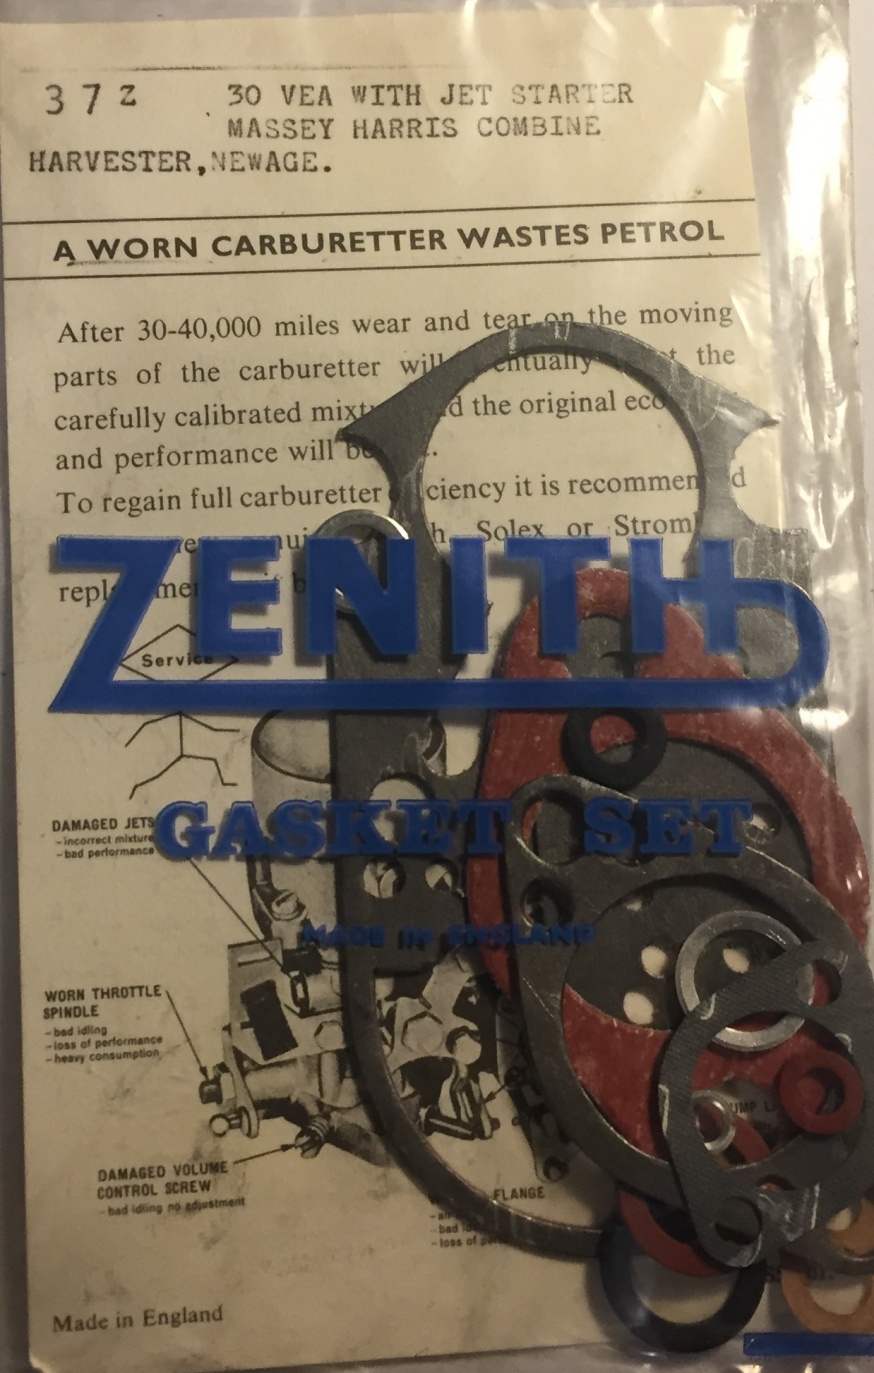 37z 30 VEA WITH JET STARTER
MASSEY HARRIS COMBINE
HARVESTER, NEWAGE.
A WORN CARBURETTER WASTES PETROL
After 30-40,000 miles wear and tear on the moving
parts of the carburetter will the
carefully calibrated the original
and performance will
To regain full carburetter it is
Solex or
ZENITH
Service
GASKET SET
DAMAGED JETS
- incorrect mixture
- bad performance
MADE IN ENGLAND
WORN THROTTLE
SPINDLE
- bad idling
- loss of performance
- heavy consumption
DAMAGED VOLUME
CONTROL SCREW
- bad idling no adjustment
FLANGE
- bad
- loss of
Made in England